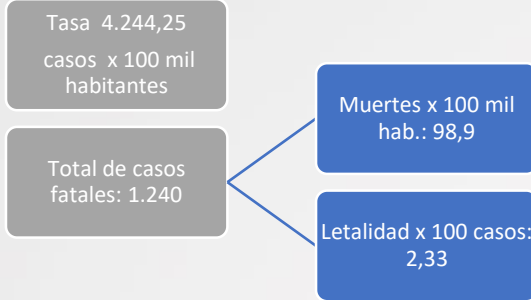 Tasa 4.244,25
casos x 100 mil
habitantes
Total de casos
fatales: 1.240
Muertes x 100 mil
hab.: 98,9
Letalidad x 100 casos:
2,33